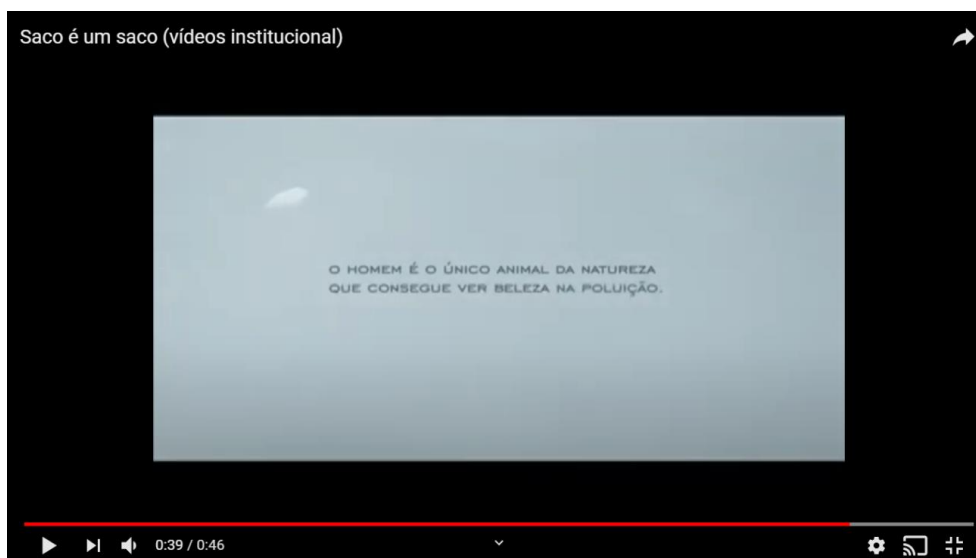 Saco é um saco (vídeos institucional)
O HOMEM É O ÚNICO ANIMAL DA NATUREZA
QUE CONSEGUE VER BELEZA NA POLUIÇÃO.
0:39 / 0:46